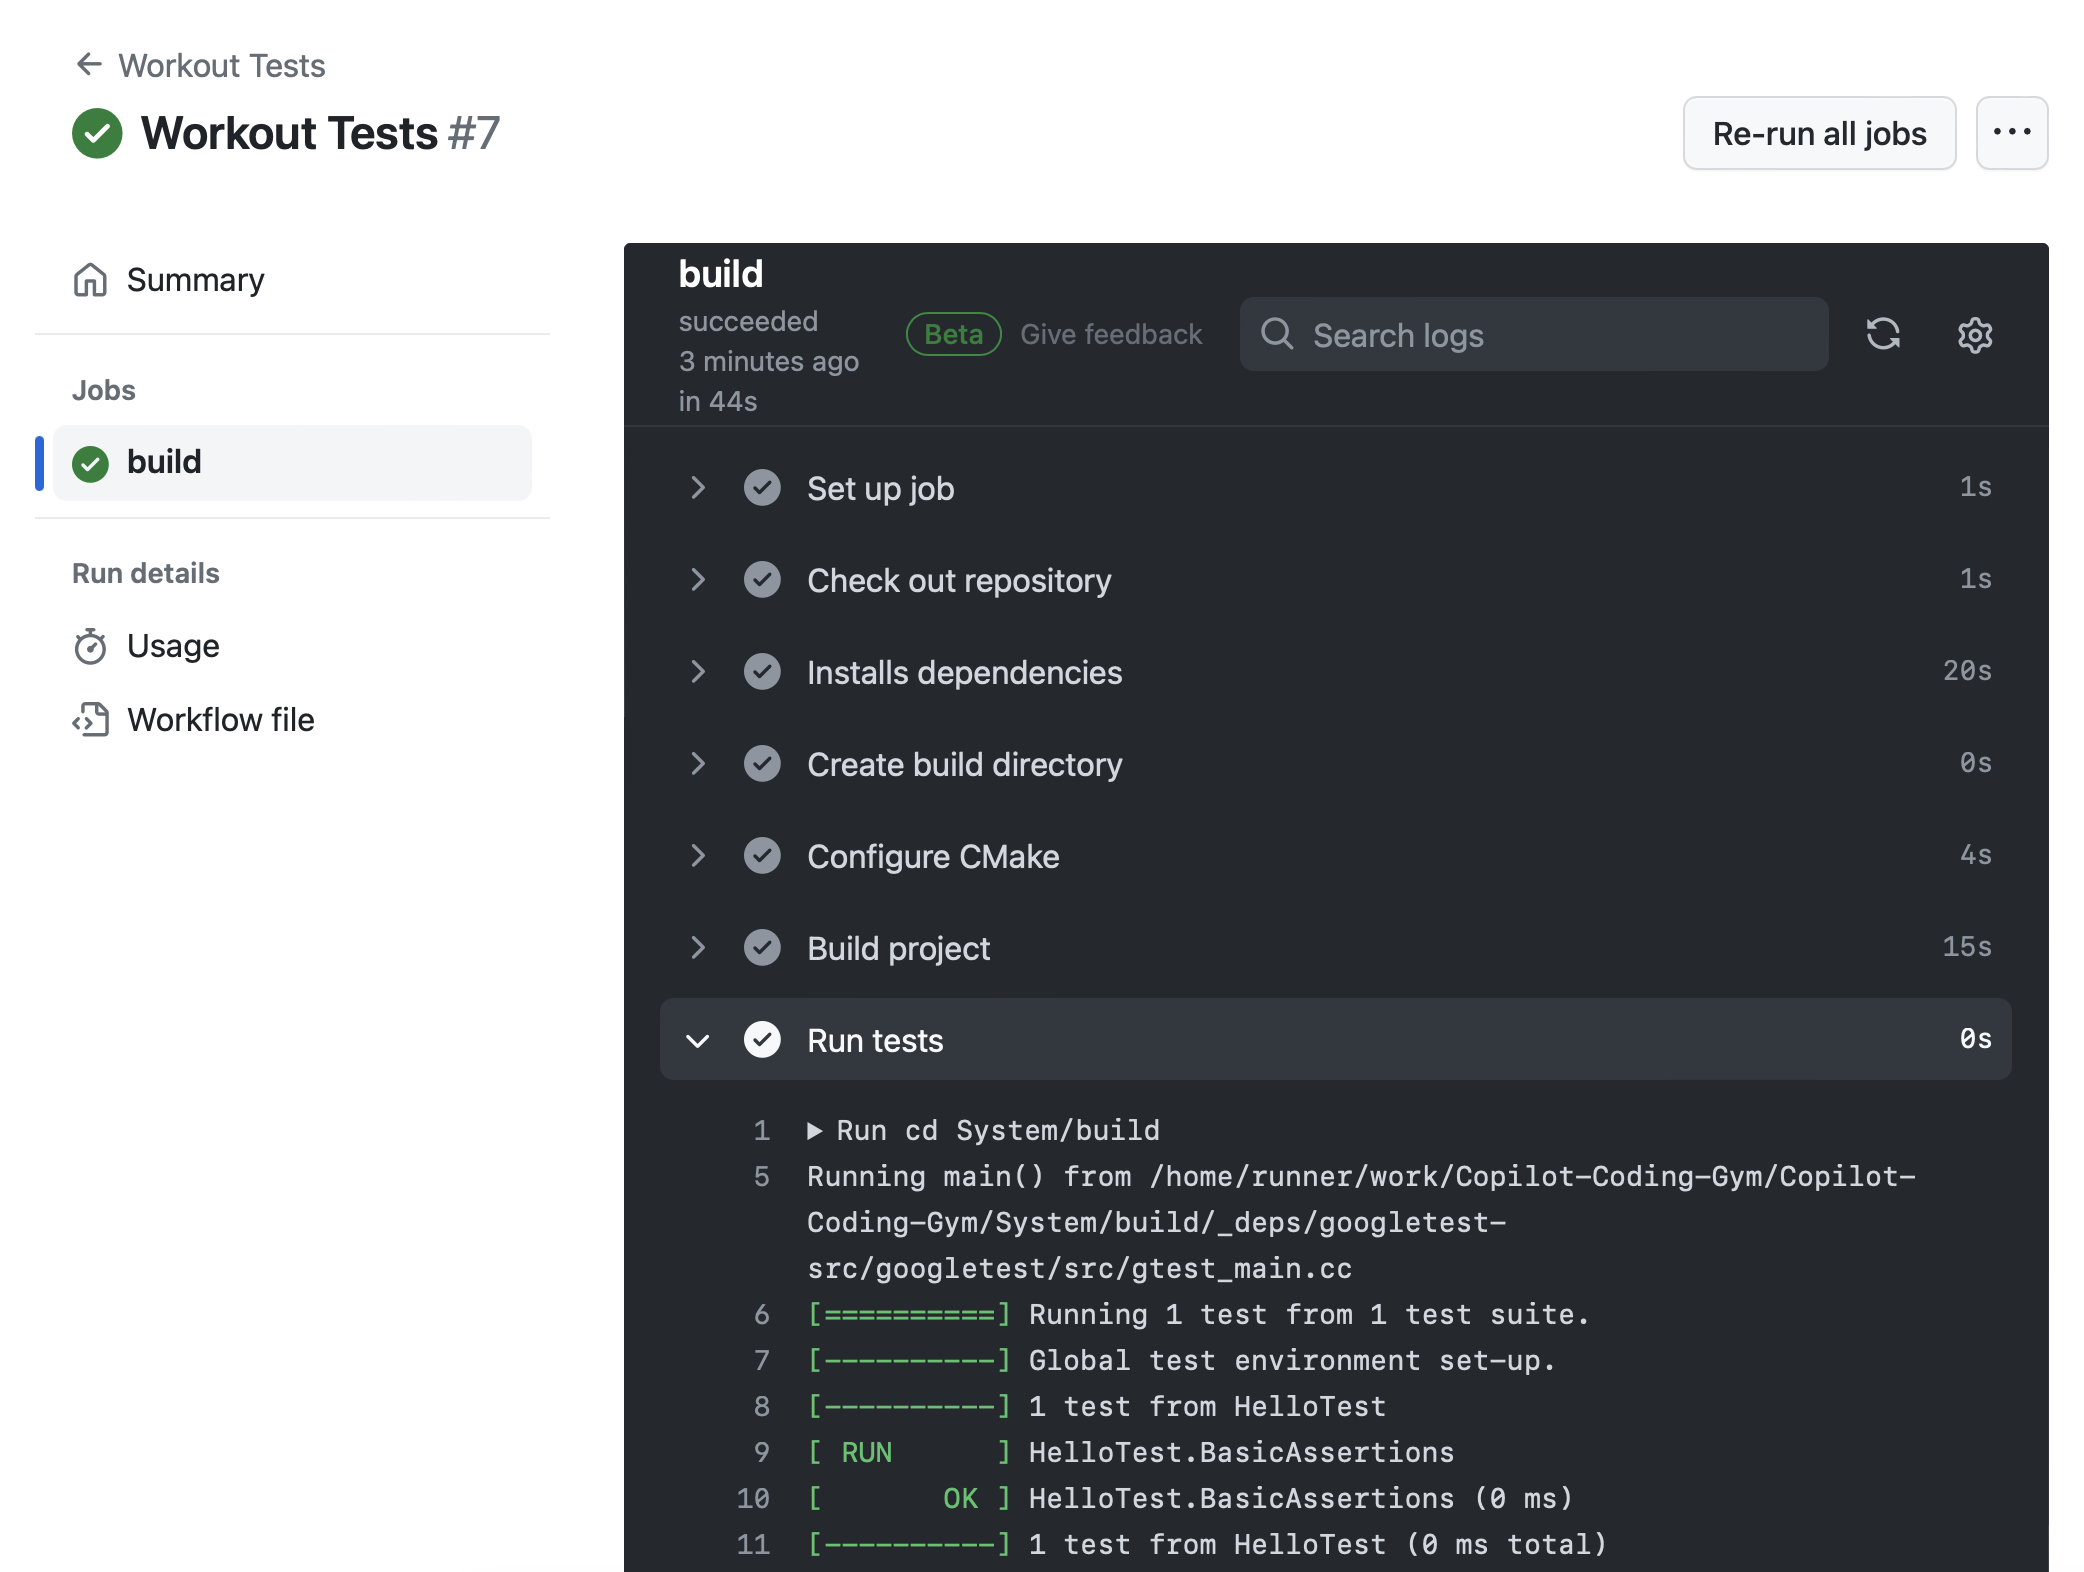 ← Workout Tests
Workout Tests #7
Re-run all jobs
Summary
Jobs
build
Run details
Usage
Workflow file
build
succeeded
3 minutes ago
in 44s
Beta
Give feedback
Search logs
Set up job 1s
Check out repository 1s
Installs dependencies 20s
Create build directory 0s
Configure CMake 4s
Build project 15s
Run tests 0s
1 ▶ Run cd System/build
5 Running main() from /home/runner/work/Copilot-Coding-Gym/Copilot-
Coding-Gym/System/build/_deps/googletest-
src/googletest/src/gtest_main.cc
6 [==========] Running 1 test from 1 test suite.
7 [----------] Global test environment set-up.
8 [----------] 1 test from HelloTest
9 [ RUN      ] HelloTest.BasicAssertions
10 [       OK ] HelloTest.BasicAssertions (0 ms)
11 [----------] 1 test from HelloTest (0 ms total)